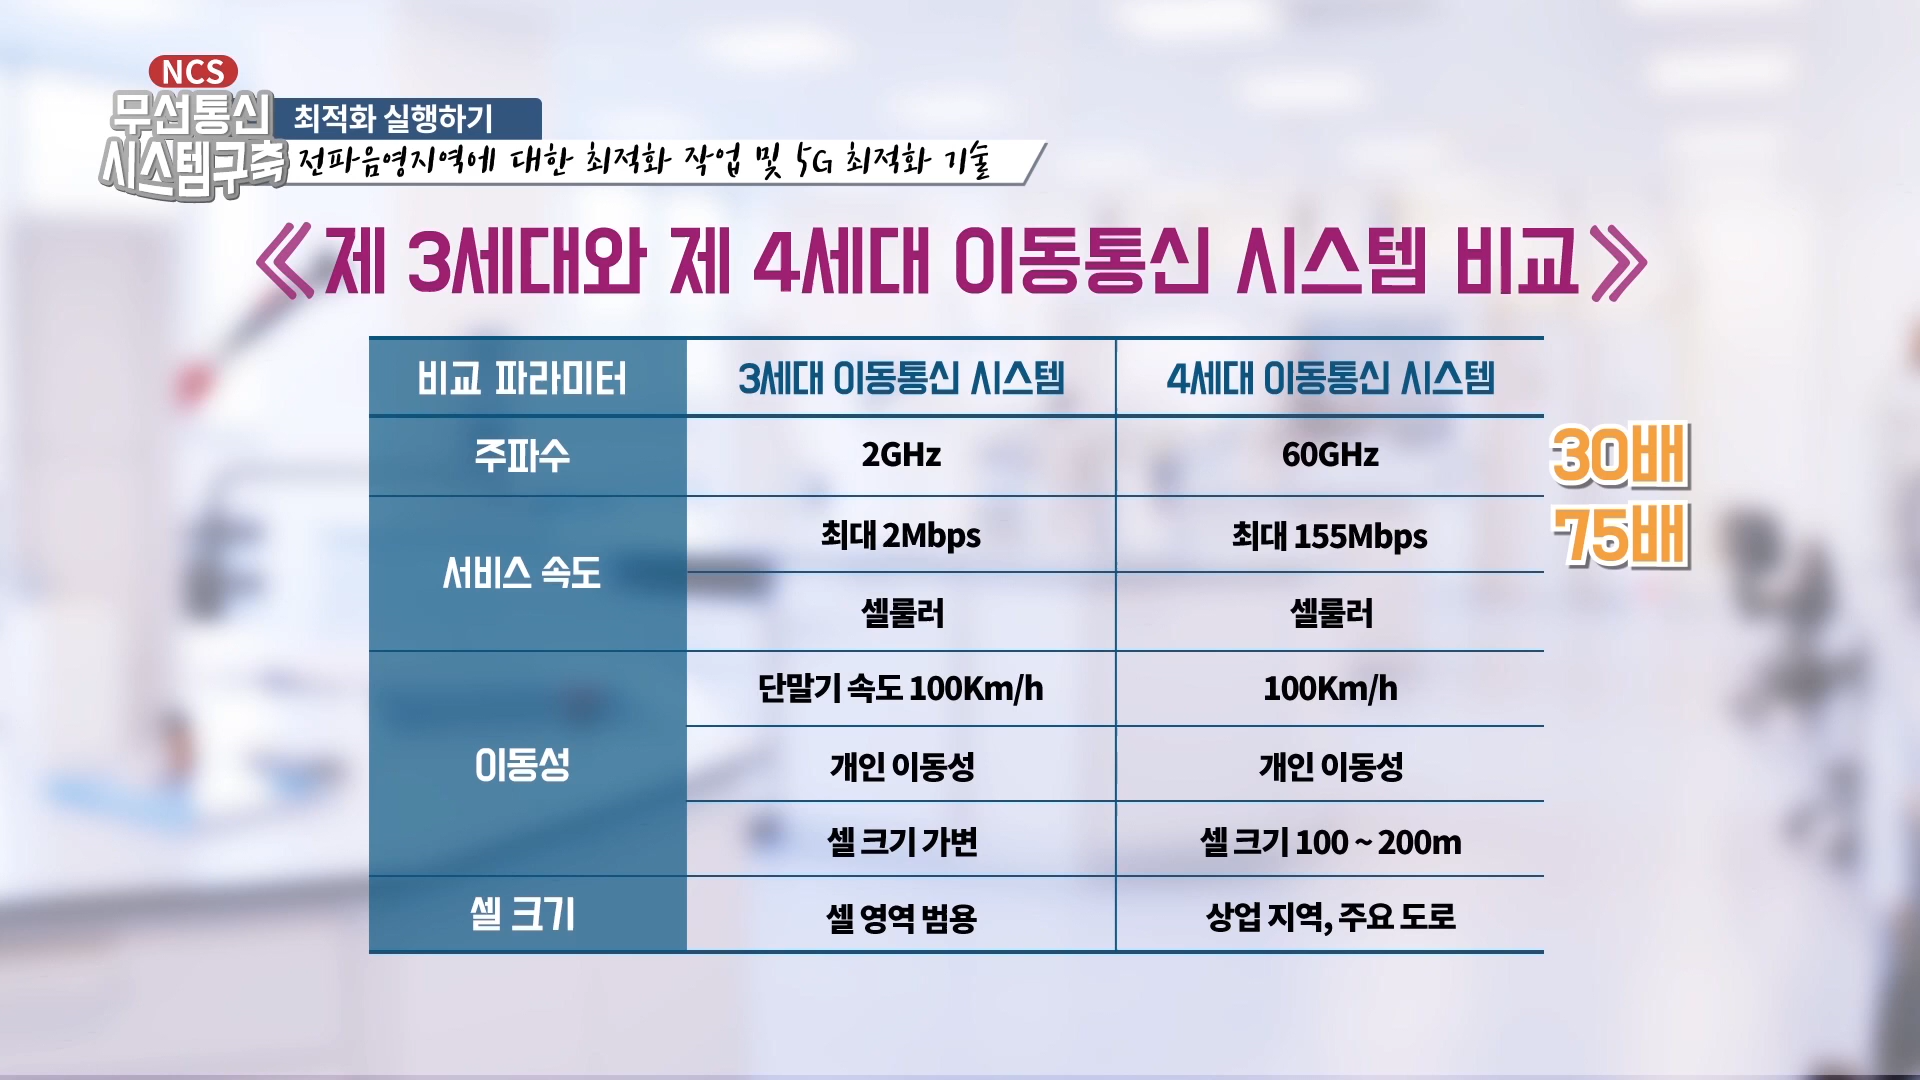 NCS
무선통신
시스템구축
최적화 실행하기
전파음영지역에 대한 최적화 작업 및 5G 최적화 기술
제 3세대와 제 4세대 이동통신 시스템 비교
비교 파라미터 3세대 이동통신 시스템 4세대 이동통신 시스템
주파수 2GHz 60GHz 30배
서비스 속도 최대 2Mbps 최대 155Mbps 75배
셀룰러 셀룰러
이동성 단말기 속도 100Km/h 100Km/h
개인 이동성 개인 이동성
셀 크기 가변 셀 크기 100 ~ 200m
셀 크기 셀 영역 범용 상업 지역, 주요 도로